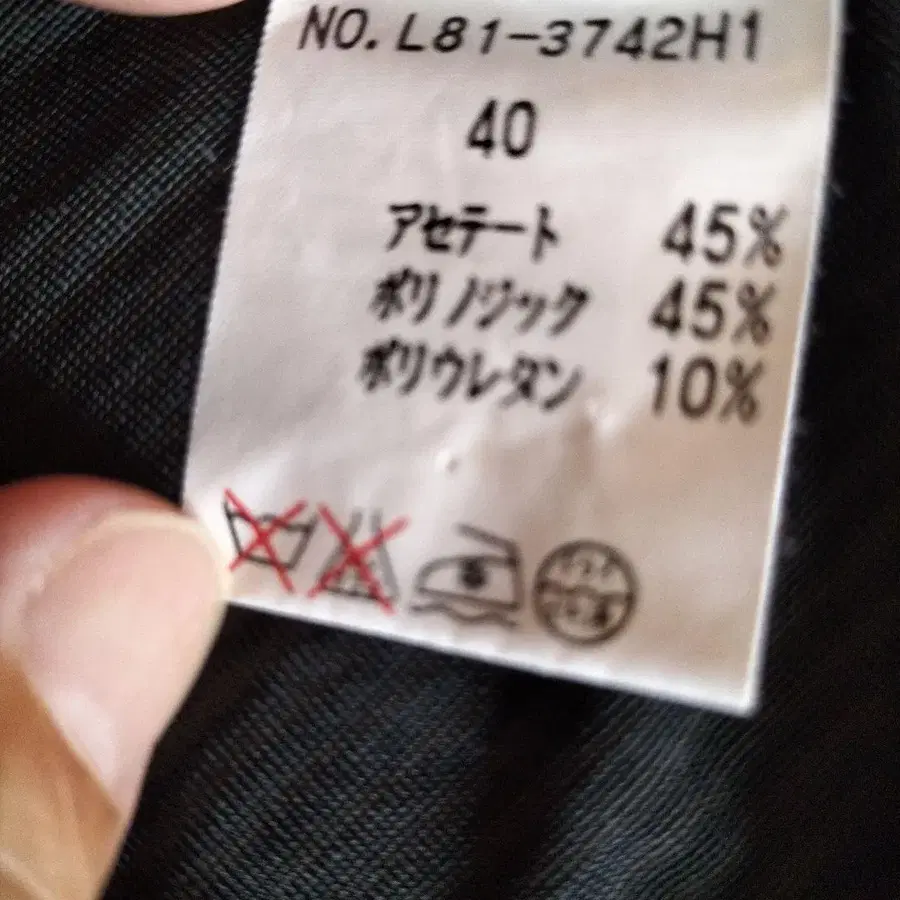 NO. L81-3742H1
40
アセテート 45%
ポリノジック 45%
ポリウレタン 10%